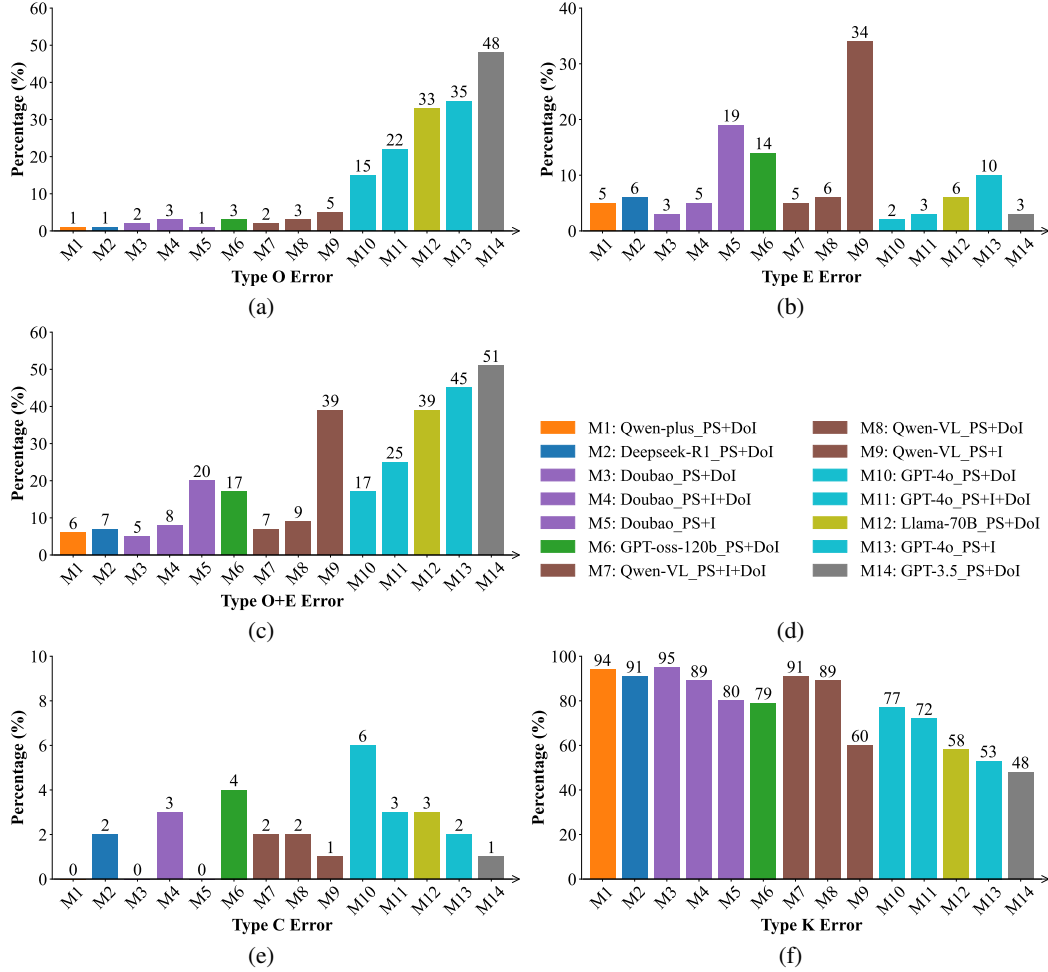 60
50
40
30
20
10
0
Percentage (%)
1 1 2 3 1 3 2 3 5 15 22 33 35 48
M1 M2 M3 M4 M5 M6 M7 M8 M9 M10 M11 M12 M13 M14
Type O Error
(a)
40
30
20
10
0
Percentage (%)
5 6 3 5 19 14 5 6 34 2 3 6 10 3
M1 M2 M3 M4 M5 M6 M7 M8 M9 M10 M11 M12 M13 M14
Type E Error
(b)
60
50
40
30
20
10
0
Percentage (%)
6 7 5 8 20 17 7 9 39 17 25 39 45 51
M1 M2 M3 M4 M5 M6 M7 M8 M9 M10 M11 M12 M13 M14
Type O+E Error
(c)
M1: Qwen-plus_PS+DoI
M2: Deepseek-R1_PS+DoI
M3: Doubao_PS+DoI
M4: Doubao_PS+I+DoI
M5: Doubao_PS+I
M6: GPT-oss-120b_PS+DoI
M7: Qwen-VL_PS+I+DoI
M8: Qwen-VL_PS+DoI
M9: Qwen-VL_PS+I
M10: GPT-4o_PS+DoI
M11: GPT-4o_PS+I+DoI
M12: Llama-70B_PS+DoI
M13: GPT-4o_PS+I
M14: GPT-3.5_PS+DoI
(d)
10
8
6
4
2
0
Percentage (%)
0 2 0 3 0 4 2 2 1 6 3 3 2 1
M1 M2 M3 M4 M5 M6 M7 M8 M9 M10 M11 M12 M13 M14
Type C Error
(e)
100
80
60
40
20
0
Percentage (%)
94 91 95 89 80 79 91 89 60 77 72 58 53 48
M1 M2 M3 M4 M5 M6 M7 M8 M9 M10 M11 M12 M13 M14
Type K Error
(f)